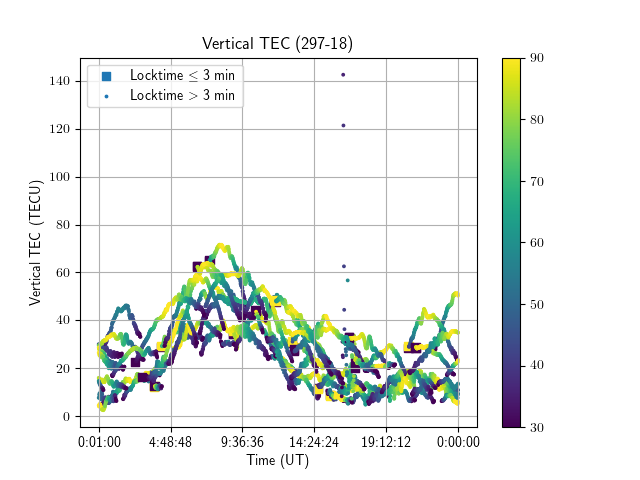 Vertical TEC (297-18)
Locktime ≤ 3 min
Locktime > 3 min
Vertical TEC (TECU)
140
120
100
80
60
40
20
0
0:01:00 4:48:48 9:36:36 14:24:24 19:12:12 0:00:00
Time (UT)
90
80
70
60
50
40
30